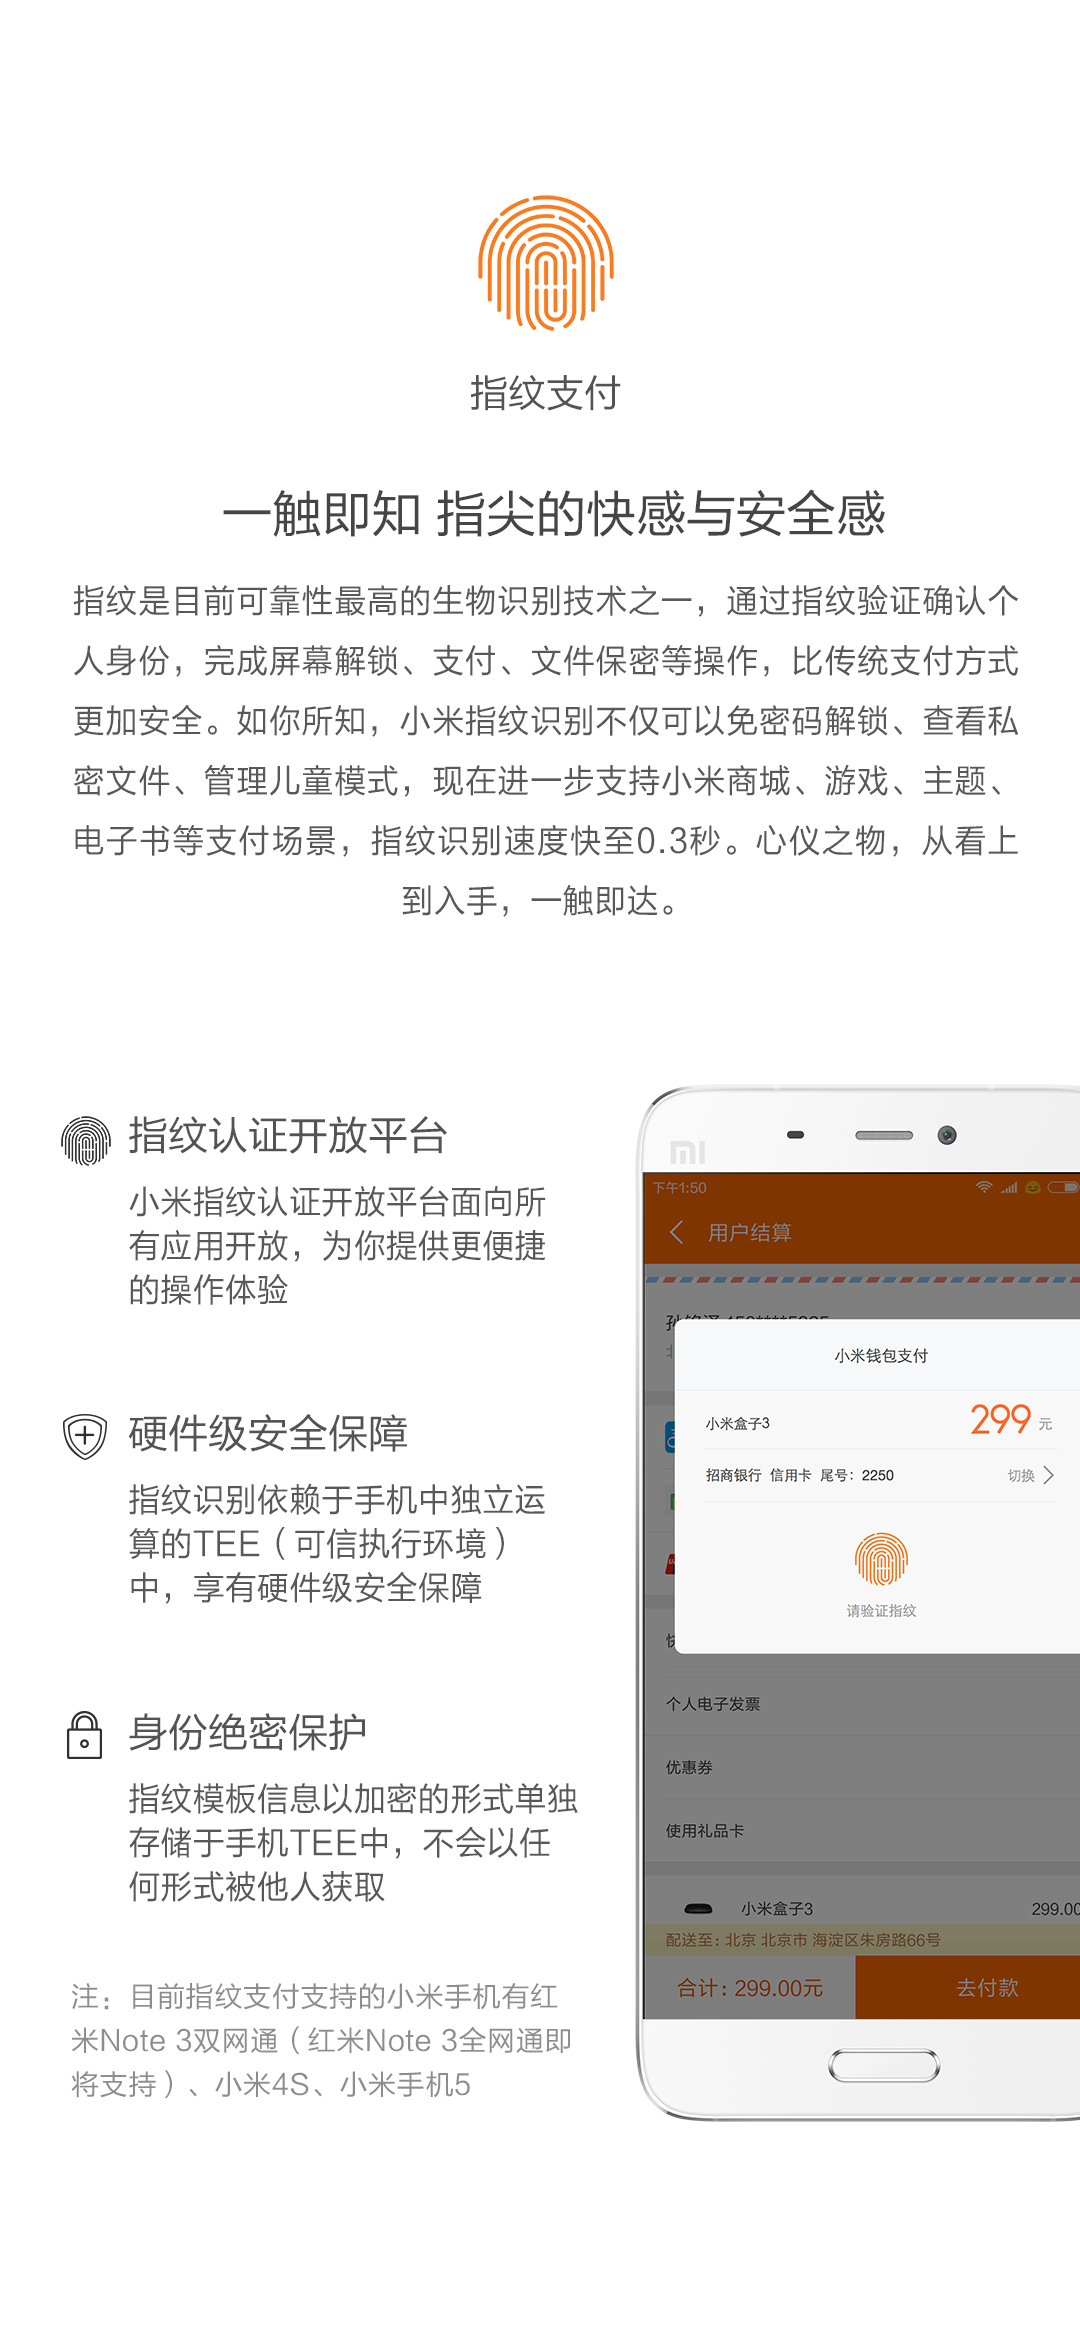 指纹支付
一触即知 指尖的快感与安全感
指纹是目前可靠性最高的生物识别技术之一，通过指纹验证确认个
人身份，完成屏幕解锁、支付、文件保密等操作，比传统支付方式
更加安全。如你所知，小米指纹识别不仅可以免密码解锁、查看私
密文件、管理儿童模式，现在进一步支持小米商城、游戏、主题、
电子书等支付场景，指纹识别速度快至0.3秒。心仪之物，从看上
到入手，一触即达。
指纹认证开放平台
小米指纹认证开放平台面向所
有应用开放，为你提供更便捷
的操作体验
硬件级安全保障
指纹识别依赖于手机中独立运
算的TEE（可信执行环境）
中，享有硬件级安全保障
身份绝密保护
指纹模板信息以加密的形式单独
存储于手机TEE中，不会以任
何形式被他人获取
注：目前指纹支付支持的小米手机有红
米Note 3双网通（红米Note 3全网通即
将支持）、小米4S、小米手机5
MI
下午1:50
用户结算
小米钱包支付
小米盒子3 299 元
招商银行 信用卡 尾号：2250 切换
请验证指纹
个人电子发票
优惠券
使用礼品卡
小米盒子3 299.00
配送至：北京 北京市 海淀区朱房路66号
合计：299.00元 去付款